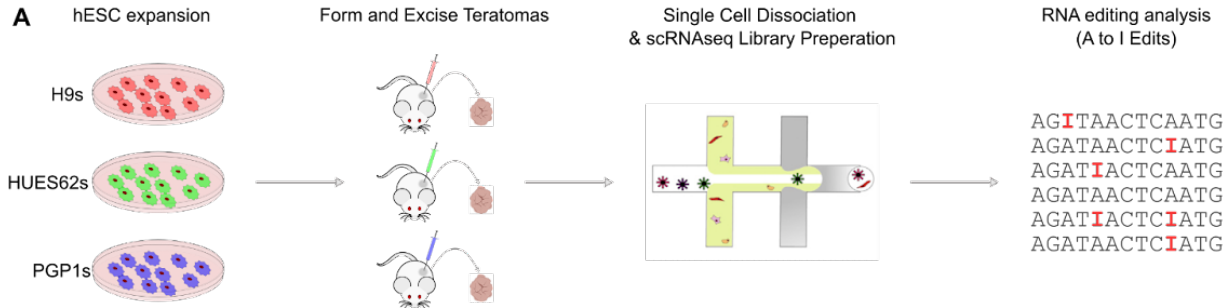 A
hESC expansion
Form and Excise Teratomas
Single Cell Dissociation
& scRNAseq Library Preperation
RNA editing analysis
(A to I Edits)
H9s
HUES62s
PGP1s
AGITAACTCAATG
AGATAACTCIATG
AGATIACTCAATG
AGATAACTCAATG
AGATIACTCIATG
AGATAACTCIATG